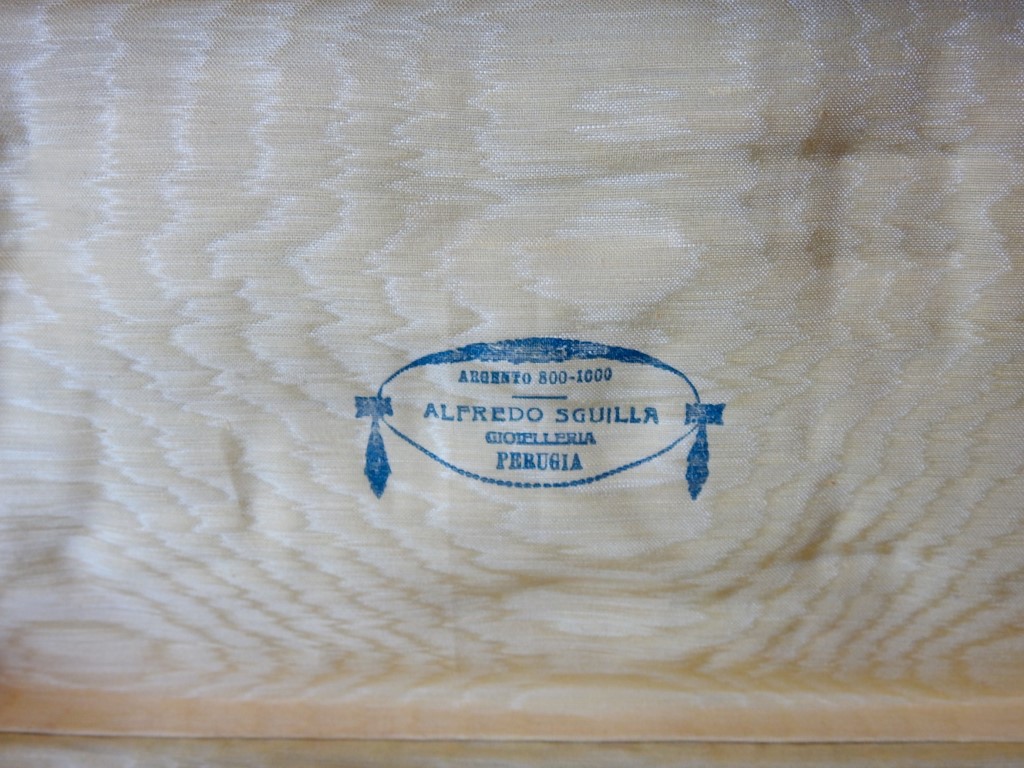 ARGENTO 800-1000
ALFREDO SGUILLA
GIOIELLERIA
PERUGIA